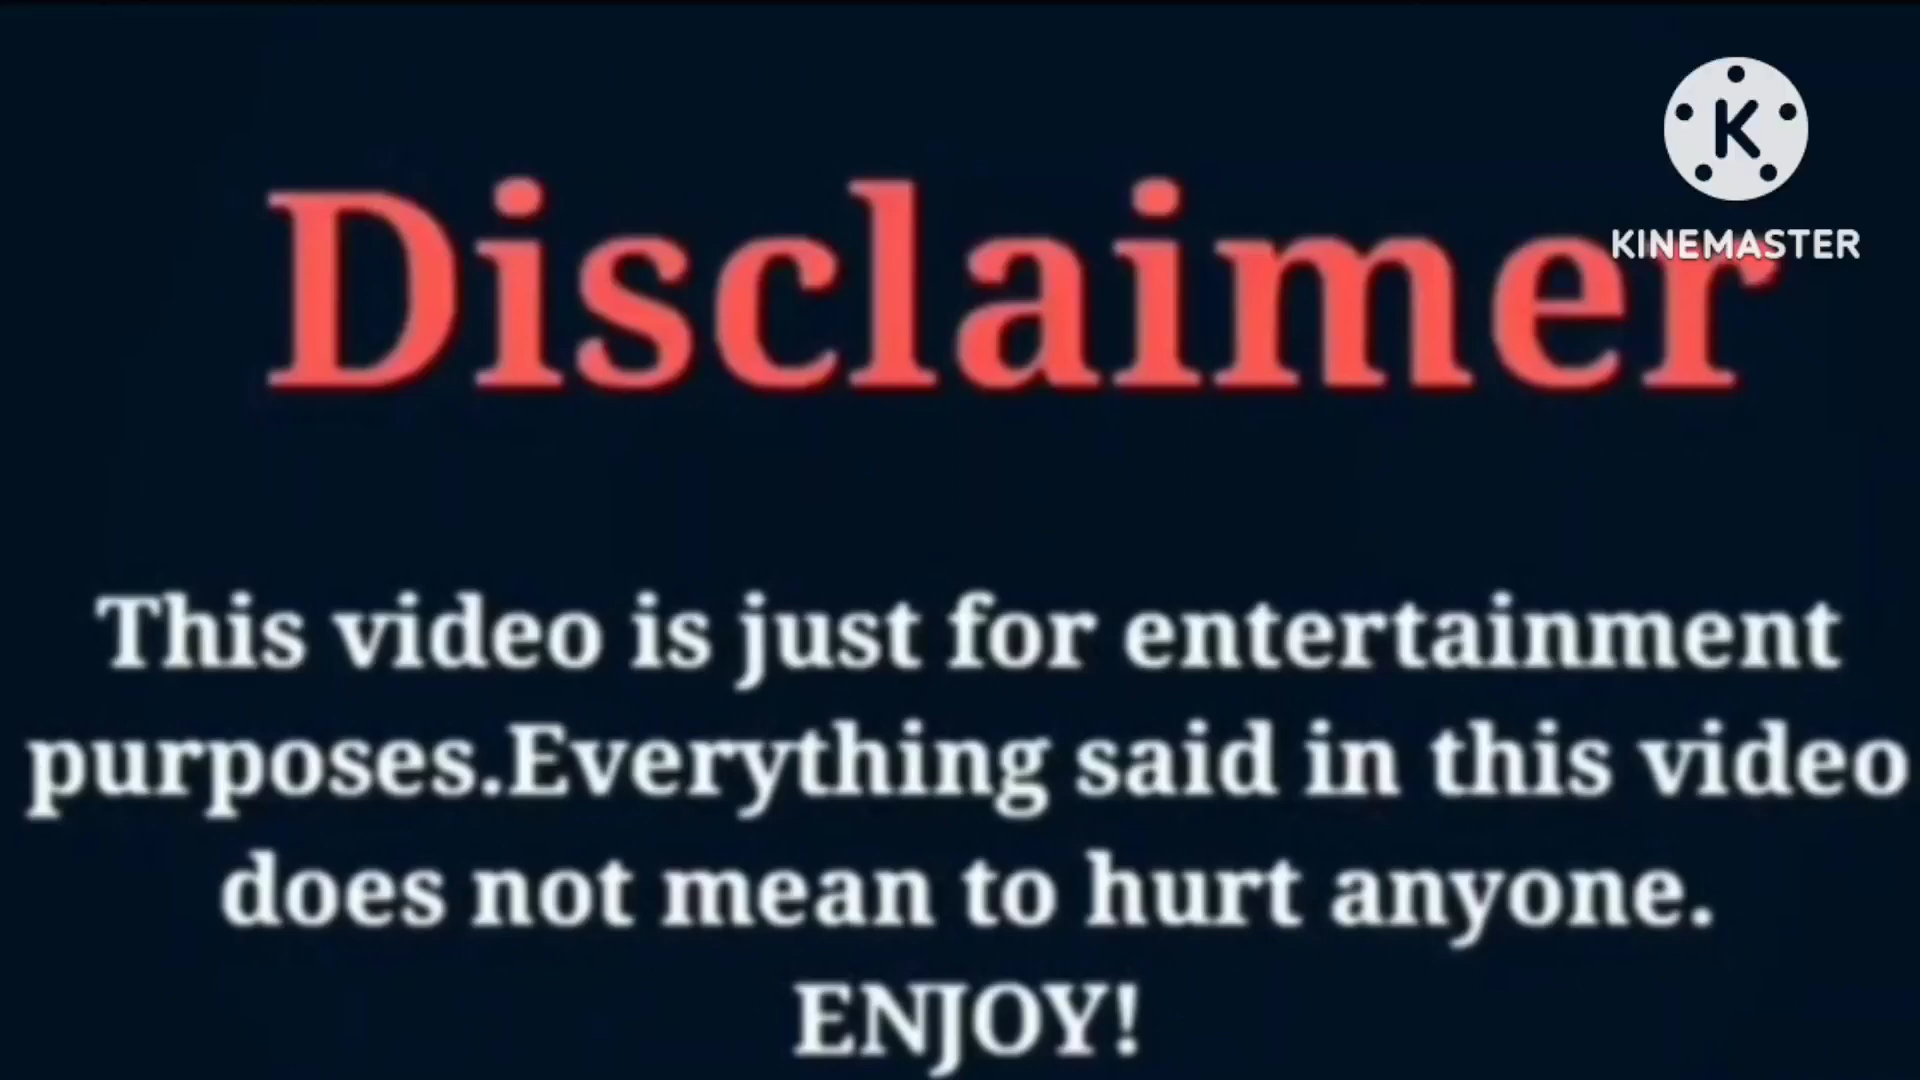 K
KINEMASTER
Disclaimer
This video is just for entertainment
purposes.Everything said in this video
does not mean to hurt anyone.
ENJOY!